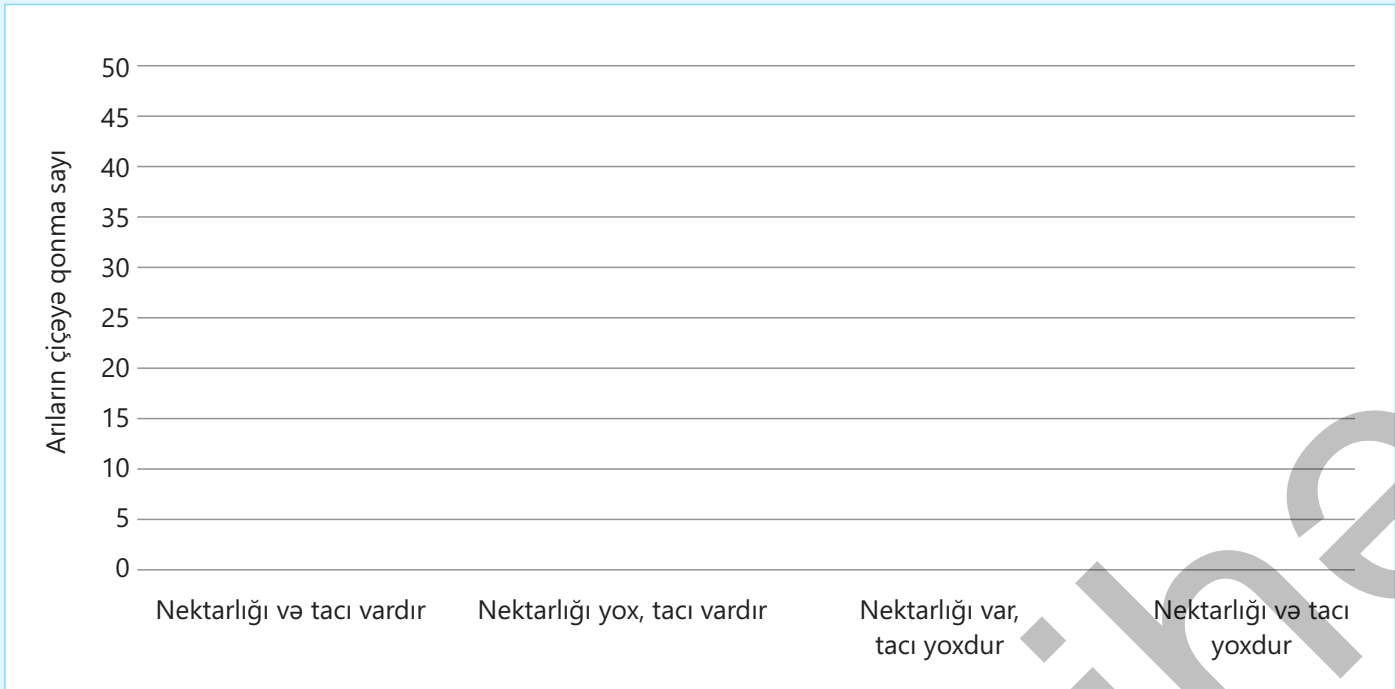 50
45
40
35
30
25
20
15
10
5
0
Arıların çiçəyə qonma sayı
Nektarlığı və tacı vardır
Nektarlığı yox, tacı vardır
Nektarlığı var,
tacı yoxdur
Nektarlığı və tacı
yoxdur